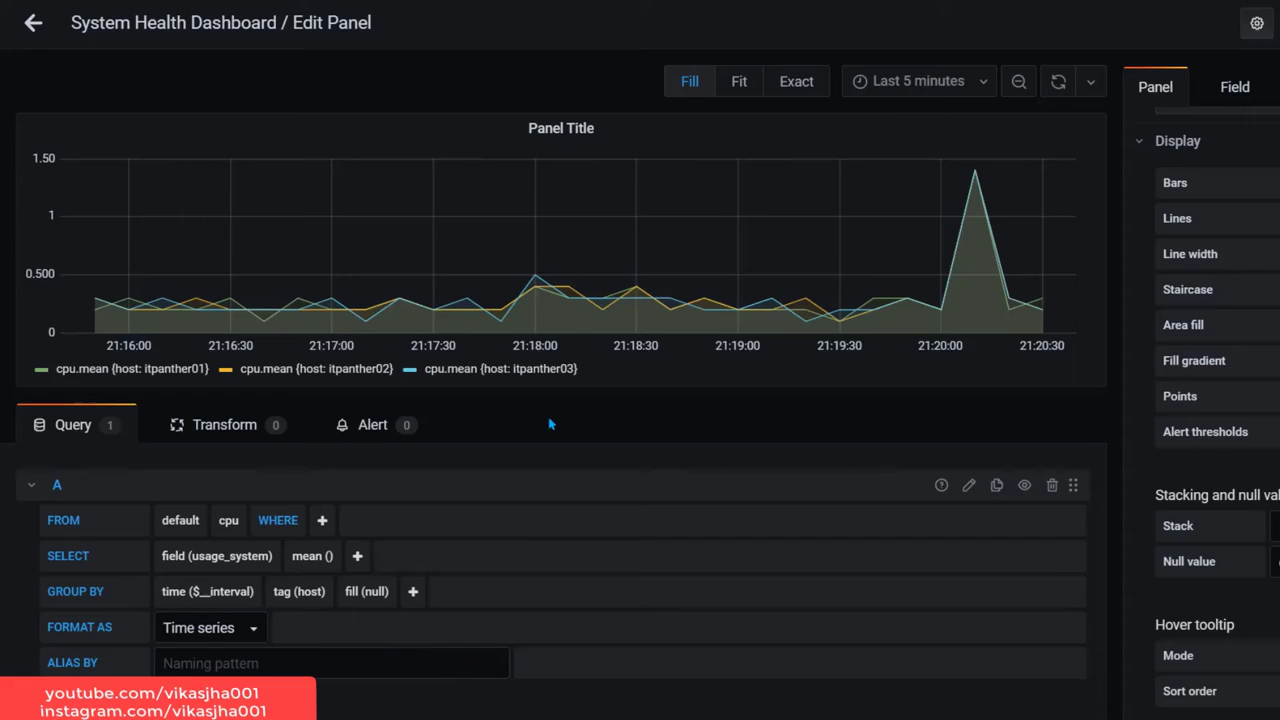 System Health Dashboard / Edit Panel
Fill Fit Exact Last 5 minutes
Panel Field
Panel Title
Display
1.50
1
0.500
0
21:16:00 21:16:30 21:17:00 21:17:30 21:18:00 21:18:30 21:19:00 21:19:30 21:20:00 21:20:30
cpu.mean {host: itpanther01} cpu.mean {host: itpanther02} cpu.mean {host: itpanther03}
Bars
Lines
Line width
Staircase
Area fill
Fill gradient
Points
Alert thresholds
Query 1 Transform 0 Alert 0
A
FROM default cpu WHERE +
SELECT field (usage_system) mean () +
GROUP BY time ($__interval) tag (host) fill (null) +
FORMAT AS Time series
ALIAS BY Naming pattern
Stacking and null va
Stack
Null value
Hover tooltip
Mode
Sort order
youtube.com/vikasjha001
instagram.com/vikasjha001